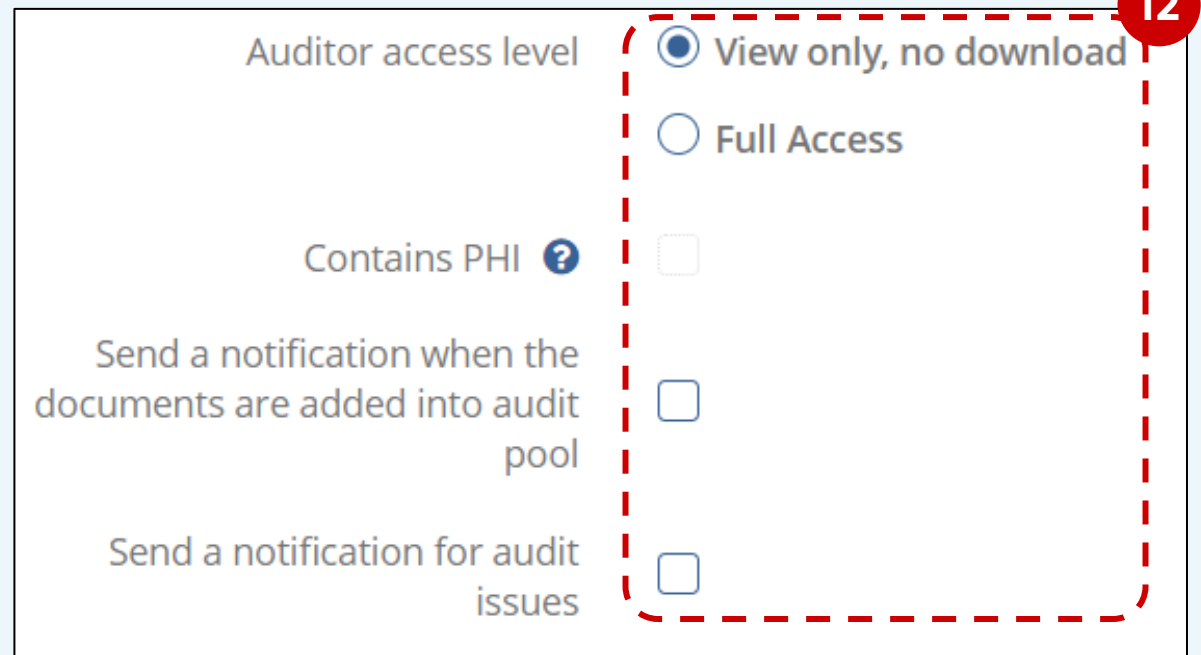 12
Auditor access level
View only, no download
Full Access
Contains PHI ?
Send a notification when the
documents are added into audit
pool
Send a notification for audit
issues